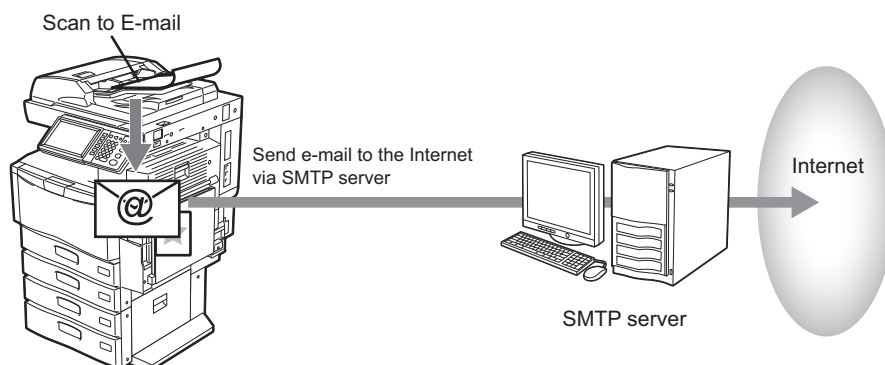 Scan to E-mail
Send e-mail to the Internet
via SMTP server
Internet
SMTP server